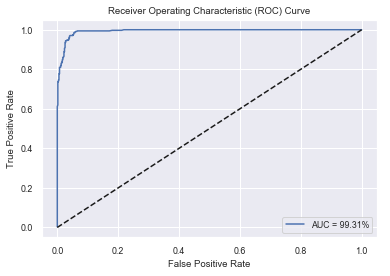 Receiver Operating Characteristic (ROC) Curve
1.0
0.8
0.6
0.4
0.2
0.0
True Positive Rate
0.0 0.2 0.4 0.6 0.8 1.0
False Positive Rate
AUC = 99.31%